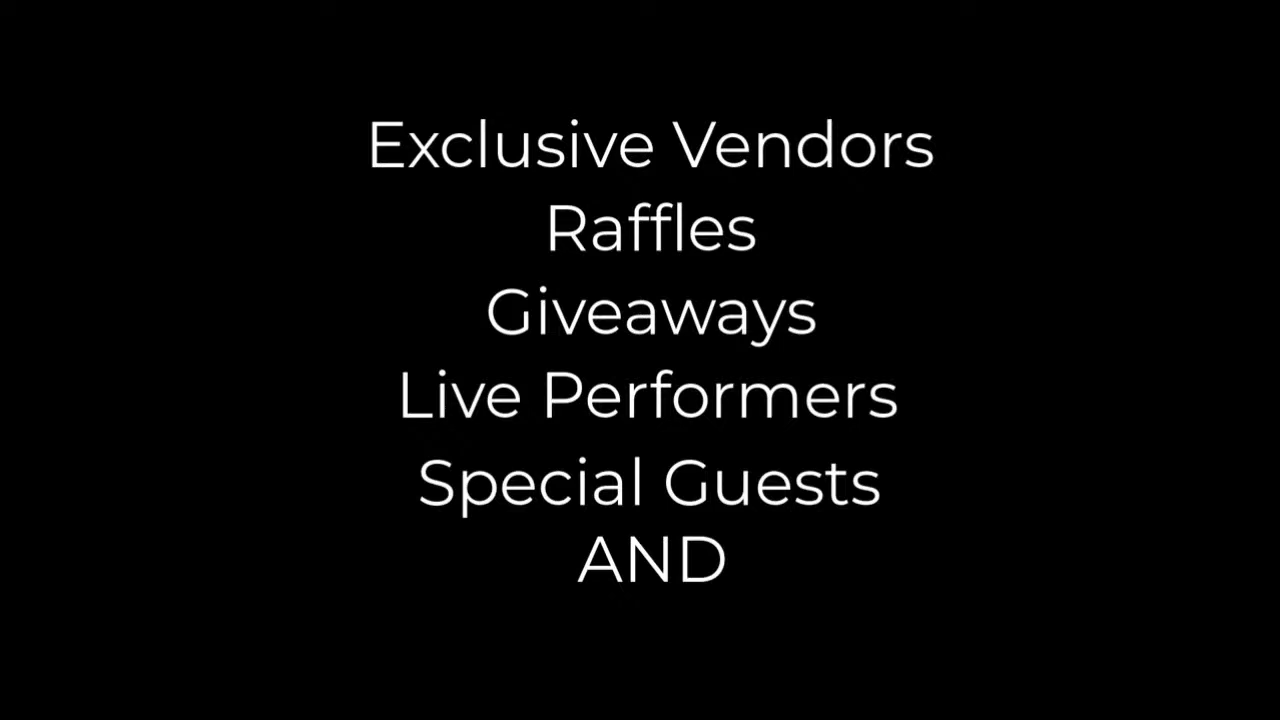 Exclusive Vendors
Raffles
Giveaways
Live Performers
Special Guests
AND